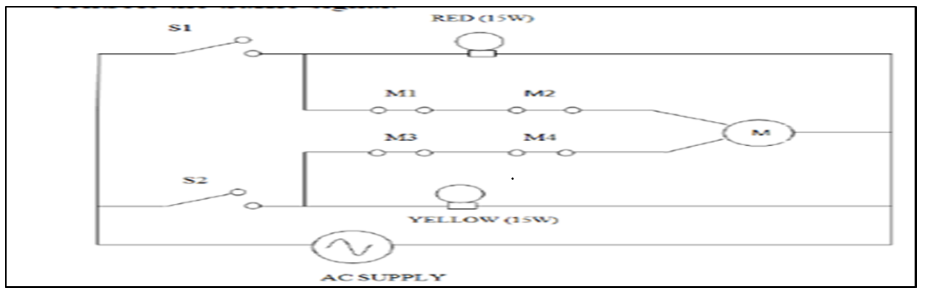 RED (15W)
S1
M1 M2
M
M3 M4
S2
YELLOW (15W)
AC SUPPLY